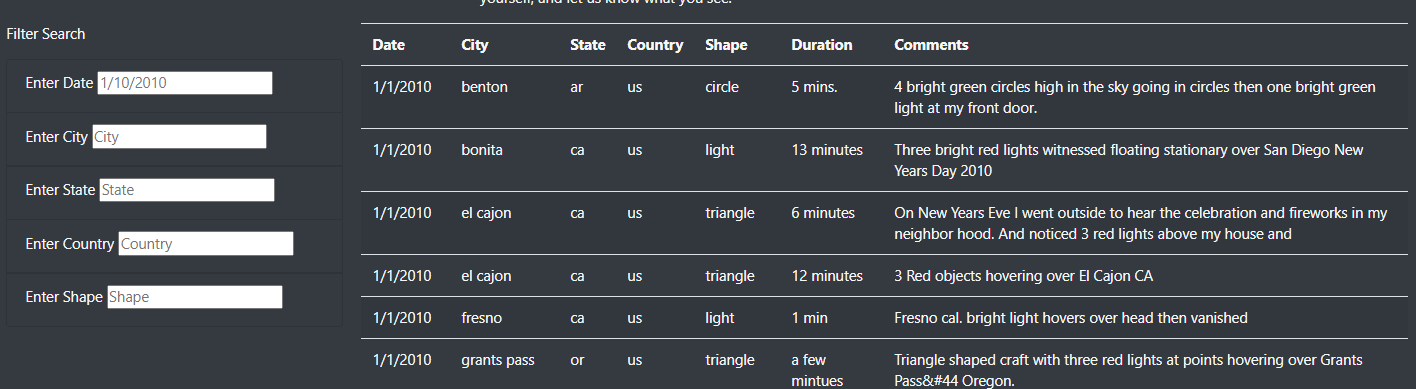 yourself, and let us know what you see.
Filter Search
Enter Date 1/10/2010
Enter City City
Enter State State
Enter Country Country
Enter Shape Shape
Date City State Country Shape Duration Comments
1/1/2010 benton ar us circle 5 mins. 4 bright green circles high in the sky going in circles then one bright green
light at my front door.
1/1/2010 bonita ca us light 13 minutes Three bright red lights witnessed floating stationary over San Diego New
Years Day 2010
1/1/2010 el cajon ca us triangle 6 minutes On New Years Eve I went outside to hear the celebration and fireworks in my
neighbor hood. And noticed 3 red lights above my house and
1/1/2010 el cajon ca us triangle 12 minutes 3 Red objects hovering over El Cajon CA
1/1/2010 fresno ca us light 1 min Fresno cal. bright light hovers over head then vanished
1/1/2010 grants pass or us triangle a few Triangle shaped craft with three red lights at points hovering over Grants
mintues Pass&#44 Oregon.